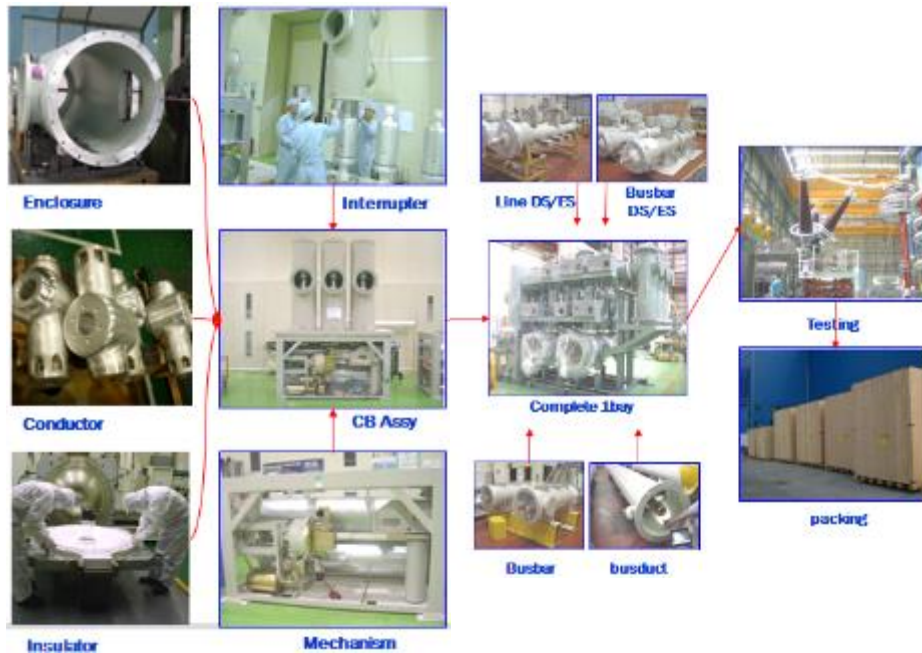 Enclosure
Interrupter
Line DS/ES
Busbar
DS/ES
Testing
Conductor
CB Assy
Complete 1bay
packing
Busbar
busduct
Insulator
Mechanism